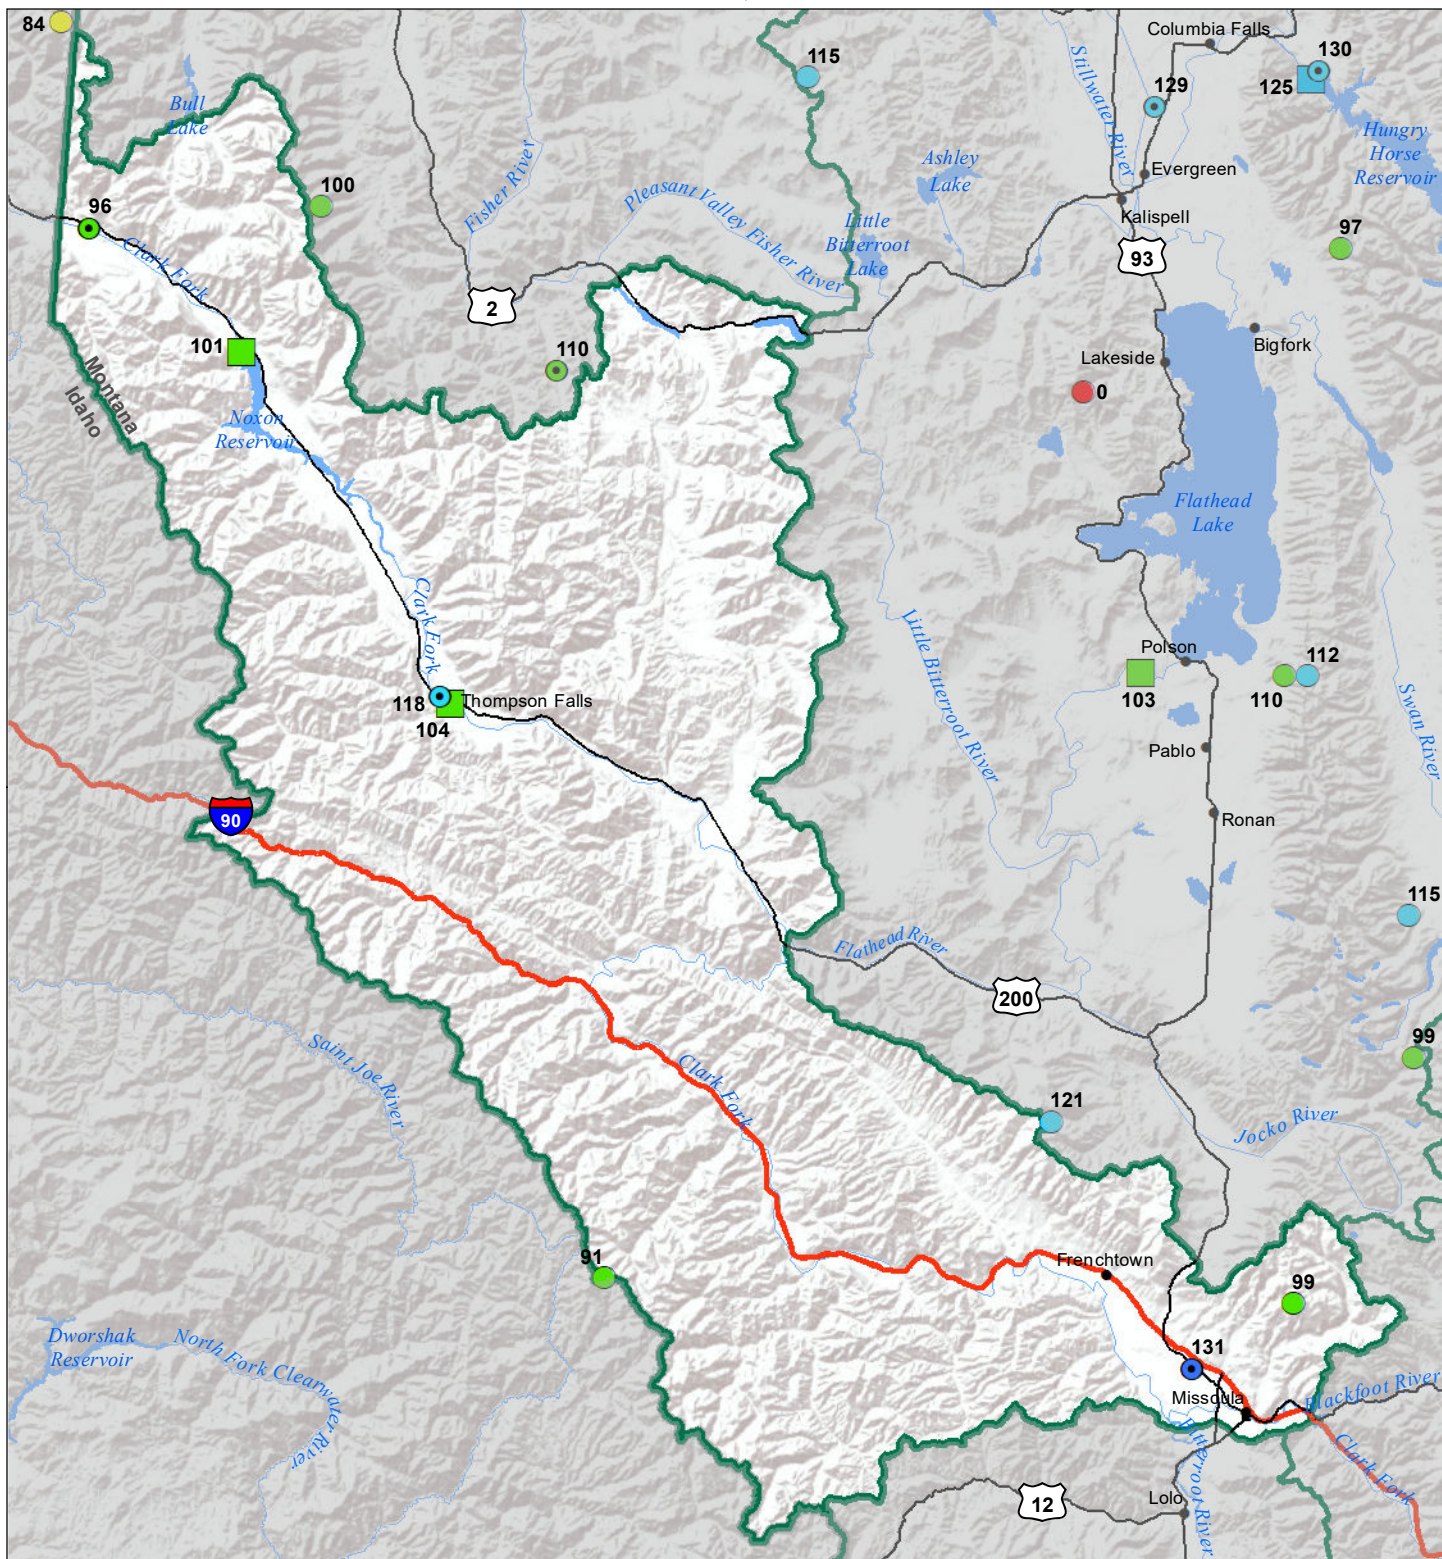 84
Columbia Falls
130
115
125
129
Stillwater River
Bull
Lake
Hungry
Horse
Reservoir
Fisher River
Ashley
Lake
Evergreen
100
Pleasant Valley Fisher River
Kalispell
96
Little
Bitterroot
Lake
97
Clark Fork
93
2
101
110
Lakeside
Bigfork
Montana
Idaho
0
Noxon
Reservoir
Flathead
Lake
Clark Fork
Little Bitterroot River
Polson
112
118
Thompson Falls
103
110
104
Swan River
Pablo
90
Ronan
115
Flathead River
200
Saint Joe River
Clark Fork
99
121
Jocko River
91
Frenchtown
99
Dworshak
Reservoir
North Fork Clearwater
River
131
Missoula
Blackfoot River
Bitterroot River
Clark Fork
12
Lolo